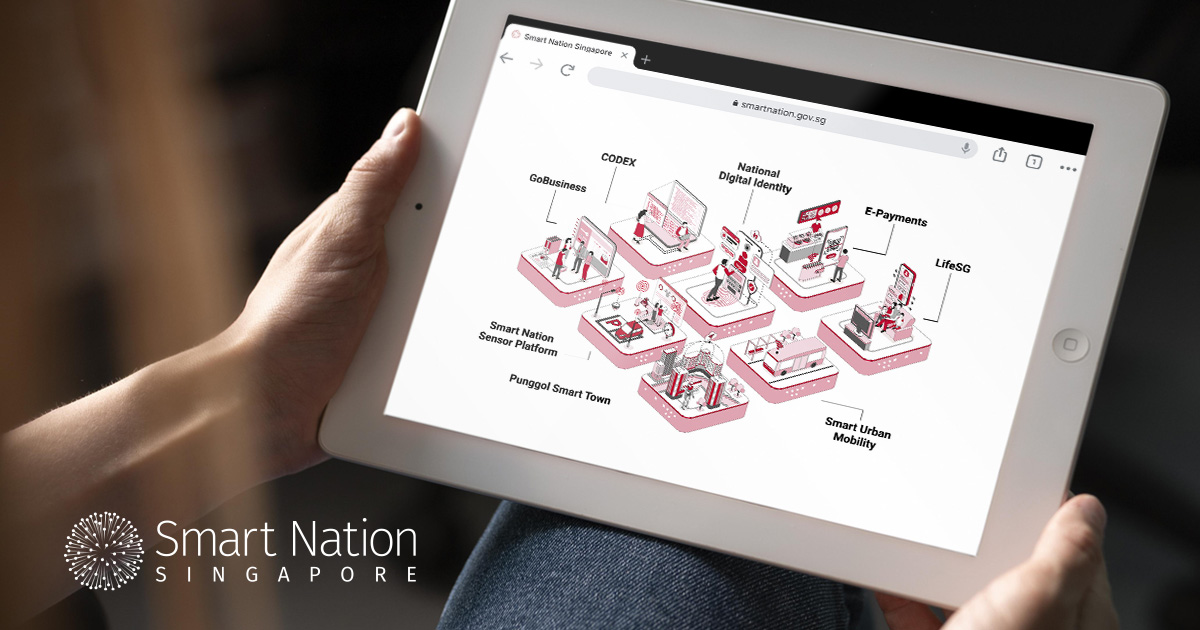 Smart Nation Singapore
smartnation.gov.sg
1
CODEX
National
Digital Identity
GoBusiness
E-Payments
LifeSG
Smart Nation
Sensor Platform
Punggol Smart Town
Smart Urban
Mobility
Smart Nation
SINGAPORE